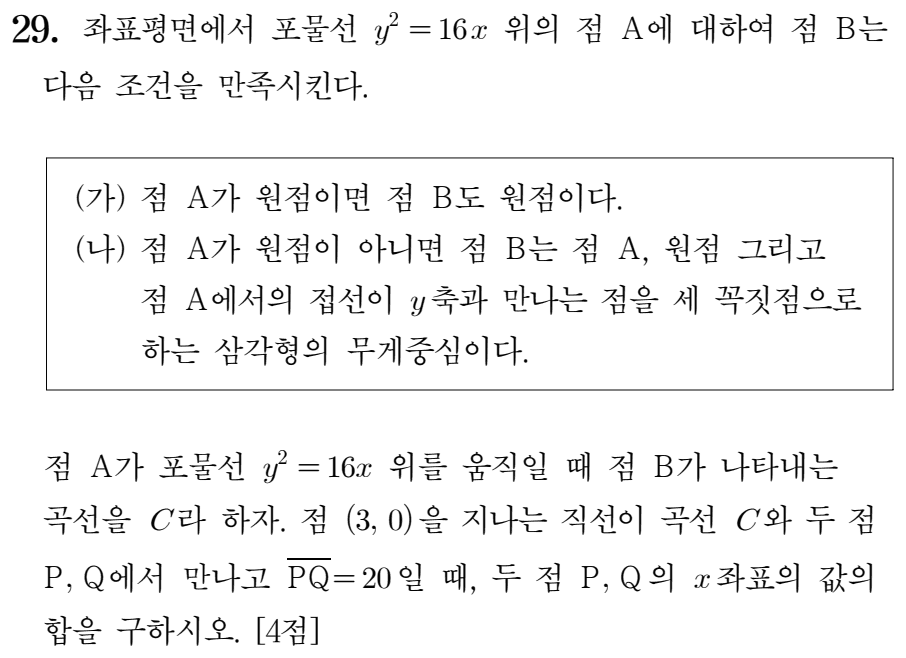 29. 좌표평면에서 포물선 y² = 16x 위의 점 A에 대하여 점 B는
다음 조건을 만족시킨다.
(가) 점 A가 원점이면 점 B도 원점이다.
(나) 점 A가 원점이 아니면 점 B는 점 A, 원점 그리고
점 A에서의 접선이 y축과 만나는 점을 세 꼭짓점으로
하는 삼각형의 무게중심이다.
점 A가 포물선 y² = 16x 위를 움직일 때 점 B가 나타내는
곡선을 C라 하자. 점 (3, 0)을 지나는 직선이 곡선 C와 두 점
P, Q에서 만나고 P̅Q̅ = 20일 때, 두 점 P, Q의 x좌표의 값의
합을 구하시오. [4점]